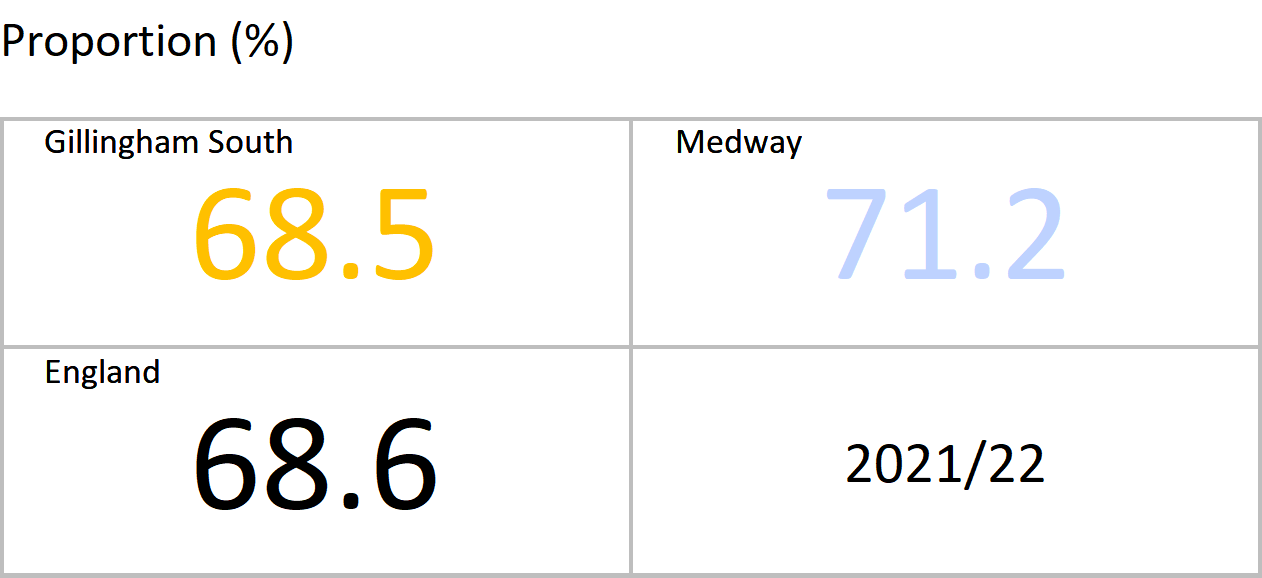 Proportion (%)
Gillingham South
68.5
Medway
71.2
England
68.6
2021/22